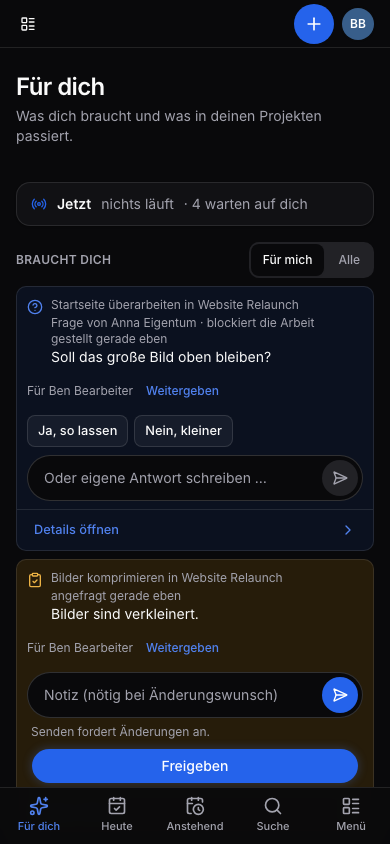 BB
Für dich
Was dich braucht und was in deinen Projekten
passiert.
Jetzt nichts läuft · 4 warten auf dich
BRAUCHT DICH
Für mich
Alle
Startseite überarbeiten in Website Relaunch
Frage von Anna Eigentum · blockiert die Arbeit
gestellt gerade eben
Soll das große Bild oben bleiben?
Für Ben Bearbeiter Weitergeben
Ja, so lassen
Nein, kleiner
Oder eigene Antwort schreiben ...
Details öffnen
Bilder komprimieren in Website Relaunch
angefragt gerade eben
Bilder sind verkleinert.
Für Ben Bearbeiter Weitergeben
Notiz (nötig bei Änderungswunsch)
Senden fordert Änderungen an.
Freigeben
Für dich
Heute
Anstehend
Suche
Menü